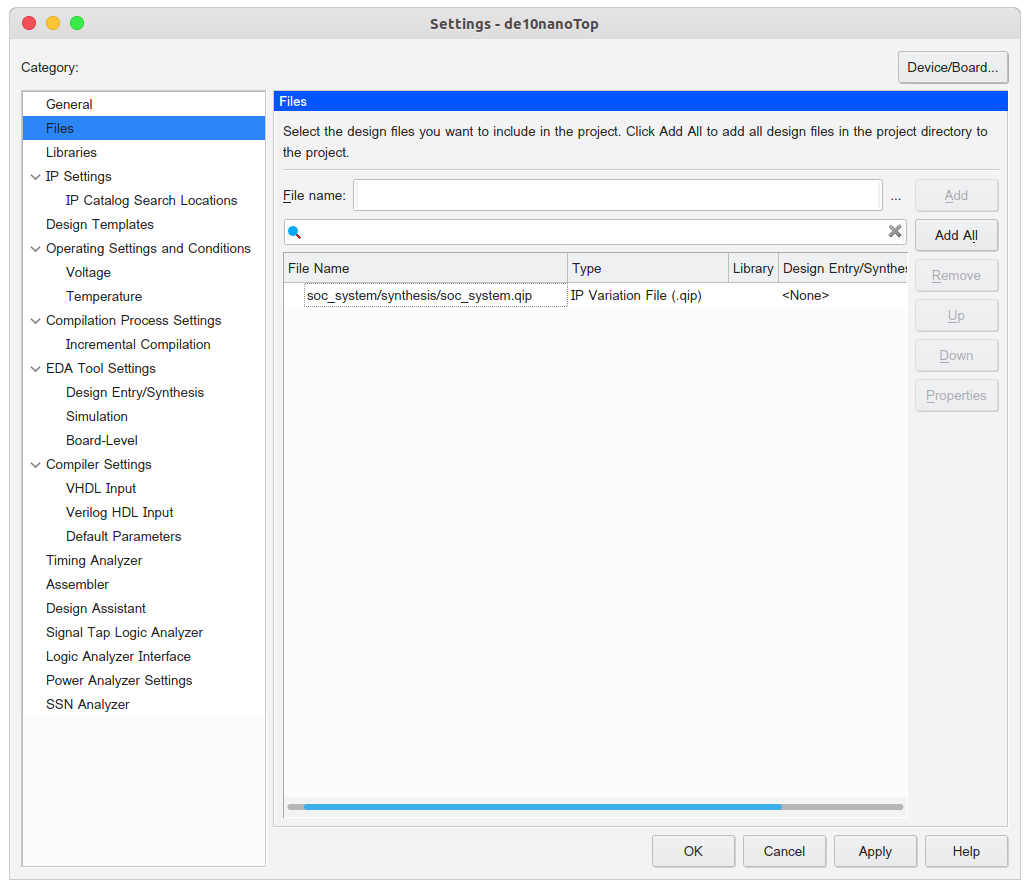 Settings - de10nanoTop
Category:
Device/Board...
General
Files
Libraries
IP Settings
IP Catalog Search Locations
Design Templates
Operating Settings and Conditions
Voltage
Temperature
Compilation Process Settings
Incremental Compilation
EDA Tool Settings
Design Entry/Synthesis
Simulation
Board-Level
Compiler Settings
VHDL Input
Verilog HDL Input
Default Parameters
Timing Analyzer
Assembler
Design Assistant
Signal Tap Logic Analyzer
Logic Analyzer Interface
Power Analyzer Settings
SSN Analyzer
Files
Select the design files you want to include in the project. Click Add All to add all design files in the project directory to
the project.
File name:
...
Add
Add All
File Name Type Library Design Entry/Synthes
soc_system/synthesis/soc_system.qip IP Variation File (.qip) <None>
Remove
Up
Down
Properties
OK Cancel Apply Help